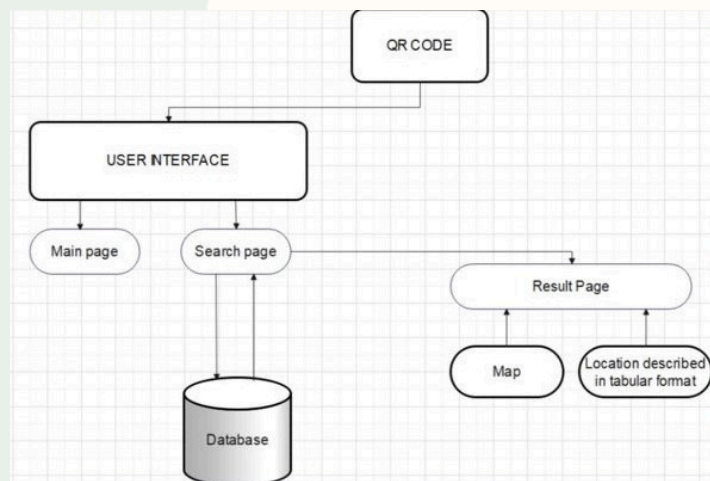 QR CODE
USER INTERFACE
Main page
Search page
Result Page
Map
Location described
in tabular format
Database